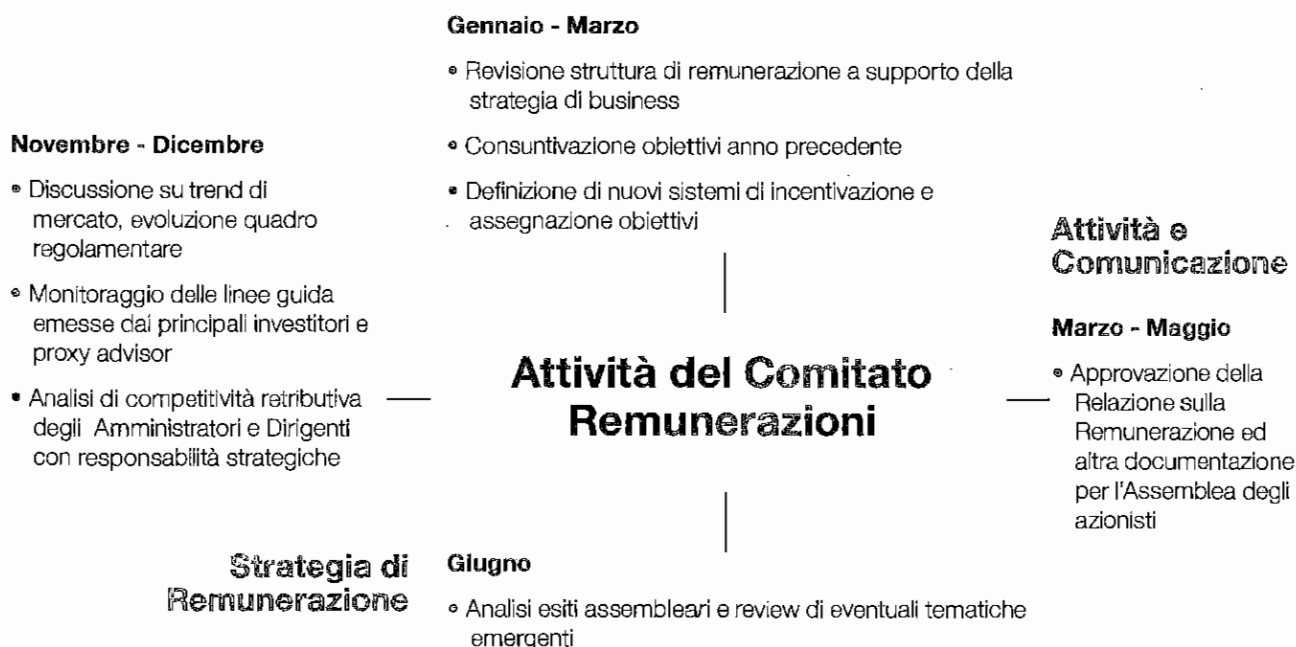 Gennaio - Marzo
• Revisione struttura di remunerazione a supporto della
strategia di business
• Consuntivazione obiettivi anno precedente
• Definizione di nuovi sistemi di incentivazione e
assegnazione obiettivi
Novembre - Dicembre
• Discussione su trend di
mercato, evoluzione quadro
regolamentare
• Monitoraggio delle linee guida
emesse dai principali investitori e
proxy advisor
• Analisi di competitività retributiva
degli Amministratori e Dirigenti
con responsabilità strategiche
Attività del Comitato
Remunerazioni
Attività e
Comunicazione
Marzo - Maggio
• Approvazione della
Relazione sulla
Remunerazione ed
altra documentazione
per l'Assemblea degli
azionisti
Strategia di
Remunerazione
Giugno
• Analisi esiti assembleari e review di eventuali tematiche
emergenti